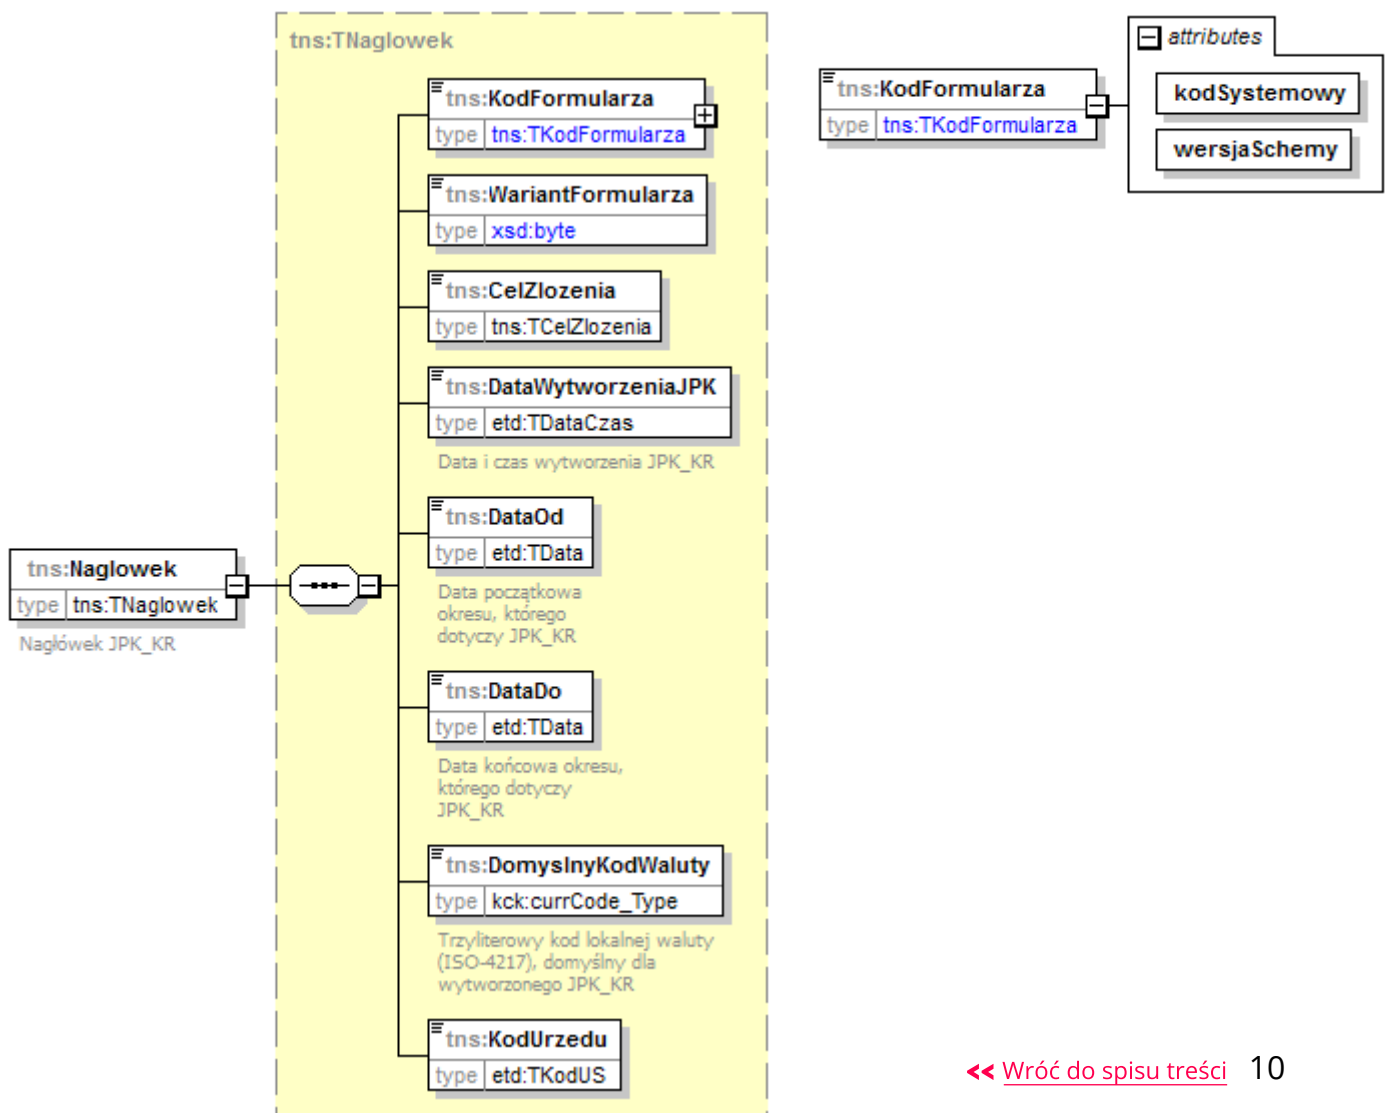 tns:TNaglowek
tns:KodFormularza
type tns:TKodFormularza
tns:WariantFormularza
type xsd:byte
tns:CelZlozenia
type tns:TCelZlozenia
tns:DataWytworzeniaJPK
type etd:TDataCzas
Data i czas wytworzenia JPK_KR
tns:DataOd
type etd:TData
Data początkowa
okresu, którego
dotyczy JPK_KR
tns:Naglowek
type tns:TNaglowek
Nagłówek JPK_KR
tns:DataDo
type etd:TData
Data końcowa okresu,
którego dotyczy
JPK_KR
tns:DomyslnyKodWaluty
type kck:currCode_Type
Trzyliterowy kod lokalnej waluty
(ISO-4217), domyślny dla
wytworzonego JPK_KR
tns:KodUrzedu
type etd:TKodUS
tns:KodFormularza
type tns:TKodFormularza
attributes
kodSystemowy
wersjaSchemy
<< Wróć do spisu treści 10